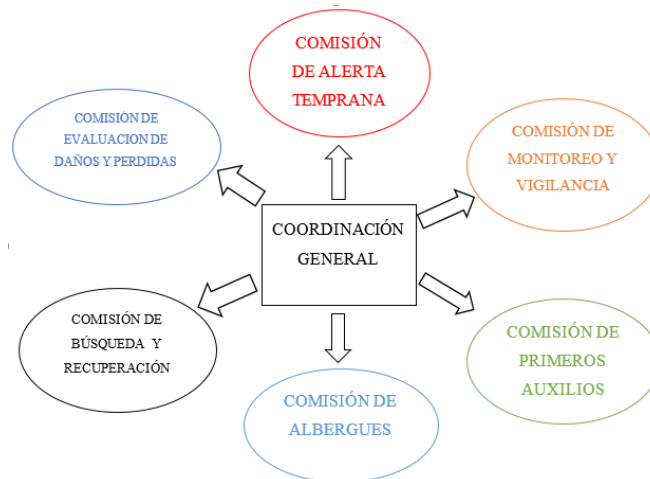 COMISIÓN
DE ALERTA
TEMPRANA
COMISIÓN DE
EVALUACION DE
DAÑOS Y PERDIDAS
COMISIÓN DE
MONITOREO Y
VIGILANCIA
COORDINACIÓN
GENERAL
COMISIÓN DE
BÚSQUEDA Y
RECUPERACIÓN
COMISIÓN DE
PRIMEROS
AUXILIOS
COMISIÓN DE
ALBERGUES